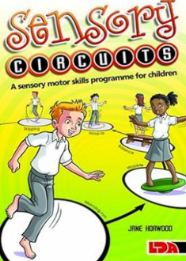 Sensory
CIRCUITS
A sensory motor skills programme for children
JANE HORWOOD
LDA